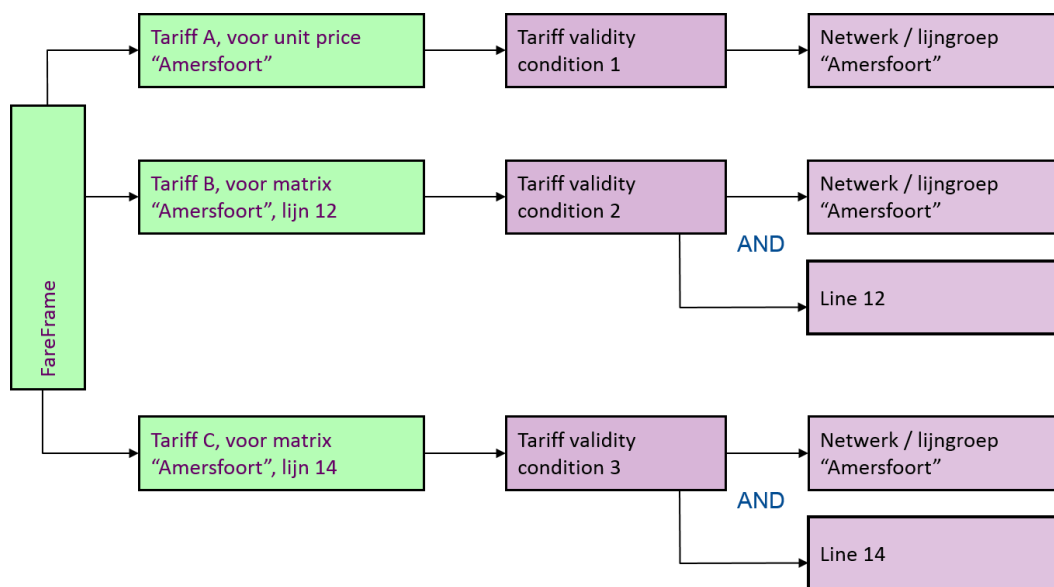 Tariff A, voor unit price
“Amersfoort”
Tariff validity
condition 1
Netwerk / lijngroep
“Amersfoort”
FareFrame
Tariff B, voor matrix
“Amersfoort”, lijn 12
Tariff validity
condition 2
Netwerk / lijngroep
“Amersfoort”
AND
Line 12
Tariff C, voor matrix
“Amersfoort”, lijn 14
Tariff validity
condition 3
Netwerk / lijngroep
“Amersfoort”
AND
Line 14